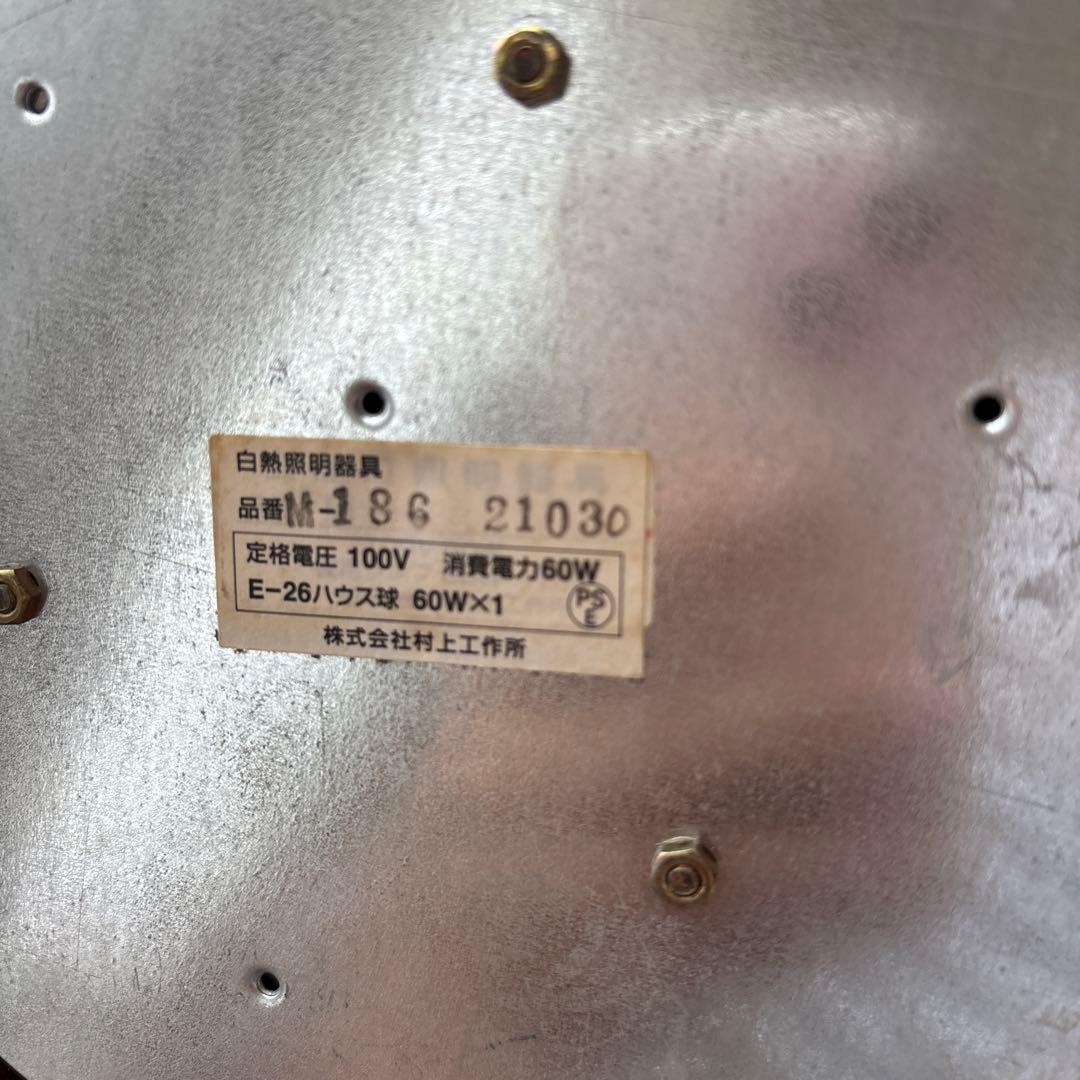 白熱照明器具
品番M-186 21030
定格電圧 100V 消費電力60W
E-26ハウス球 60W×1 PSE
株式会社村上工作所